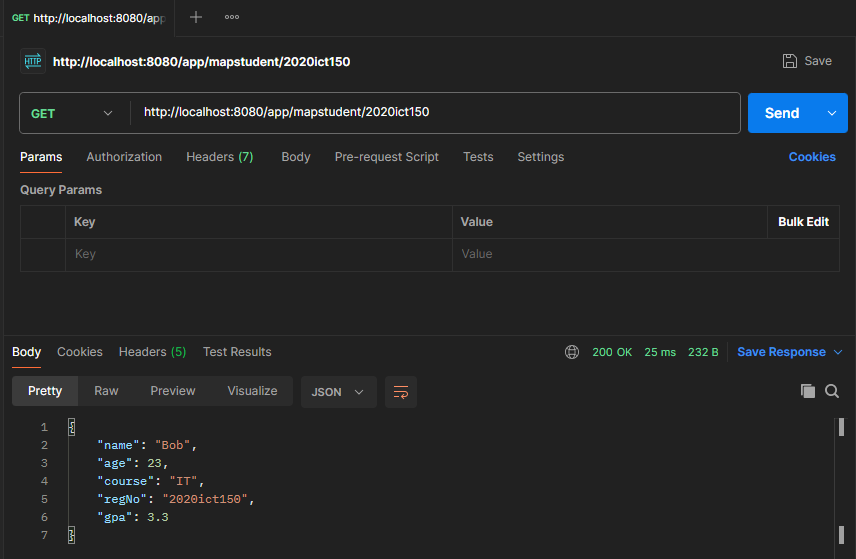 GET http://localhost:8080/app
HTTP http://localhost:8080/app/mapstudent/2020ict150 Save
GET http://localhost:8080/app/mapstudent/2020ict150 Send
Params Authorization Headers (7) Body Pre-request Script Tests Settings Cookies
Query Params
Key Value Bulk Edit
Key Value
Body Cookies Headers (5) Test Results 200 OK 25 ms 232 B Save Response
Pretty Raw Preview Visualize JSON
1 {
2 "name": "Bob",
3 "age": 23,
4 "course": "IT",
5 "regNo": "2020ict150",
6 "gpa": 3.3
7 }